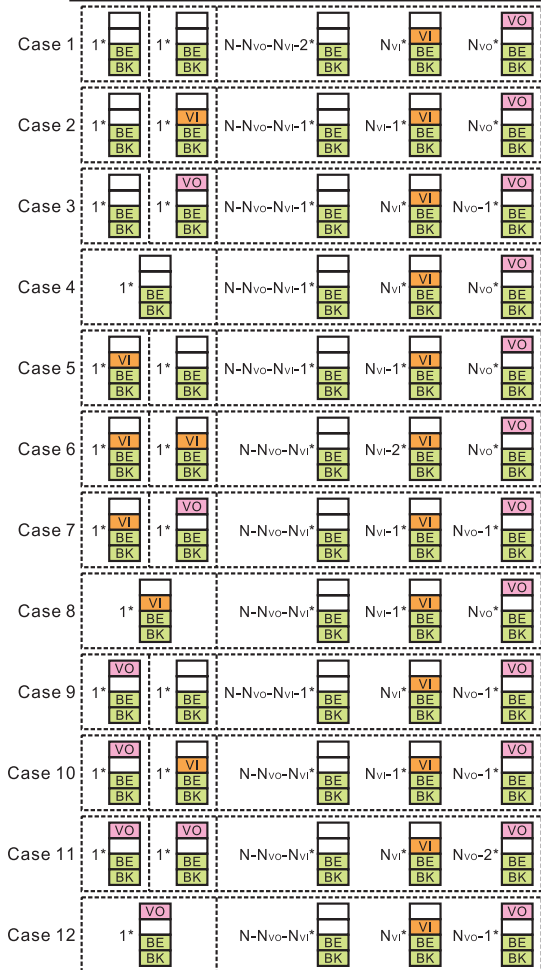 Case 1 1* BE BK 1* BE BK N-NVO-NVI-2* BE BK NVI* VI BE BK NVO* VO BE BK
Case 2 1* BE BK 1* VI BE BK N-NVO-NVI-1* BE BK NVI-1* VI BE BK NVO* VO BE BK
Case 3 1* BE BK 1* VO BE BK N-NVO-NVI-1* BE BK NVI* VI BE BK NVO-1* VO BE BK
Case 4 1* BE BK N-NVO-NVI-1* BE BK NVI* VI BE BK NVO* VO BE BK
Case 5 1* VI BE BK 1* BE BK N-NVO-NVI-1* BE BK NVI-1* VI BE BK NVO* VO BE BK
Case 6 1* VI BE BK 1* VI BE BK N-NVO-NVI* BE BK NVI-2* VI BE BK NVO* VO BE BK
Case 7 1* VI BE BK 1* VO BE BK N-NVO-NVI* BE BK NVI-1* VI BE BK NVO-1* VO BE BK
Case 8 1* VI BE BK N-NVO-NVI* BE BK NVI-1* VI BE BK NVO* VO BE BK
Case 9 1* VO BE BK 1* BE BK N-NVO-NVI-1* BE BK NVI* VI BE BK NVO-1* VO BE BK
Case 10 1* VO BE BK 1* VI BE BK N-NVO-NVI* BE BK NVI-1* VI BE BK NVO-1* VO BE BK
Case 11 1* VO BE BK 1* VO BE BK N-NVO-NVI* BE BK NVI* VI BE BK NVO-2* VO BE BK
Case 12 1* VO BE BK N-NVO-NVI* BE BK NVI* VI BE BK NVO-1* VO BE BK